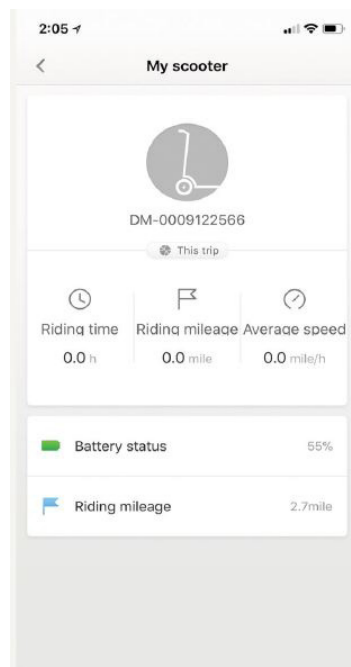 2:05
My scooter
DM-0009122566
This trip
Riding time Riding mileage Average speed
0.0 h 0.0 mile 0.0 mile/h
Battery status 55%
Riding mileage 2.7mile